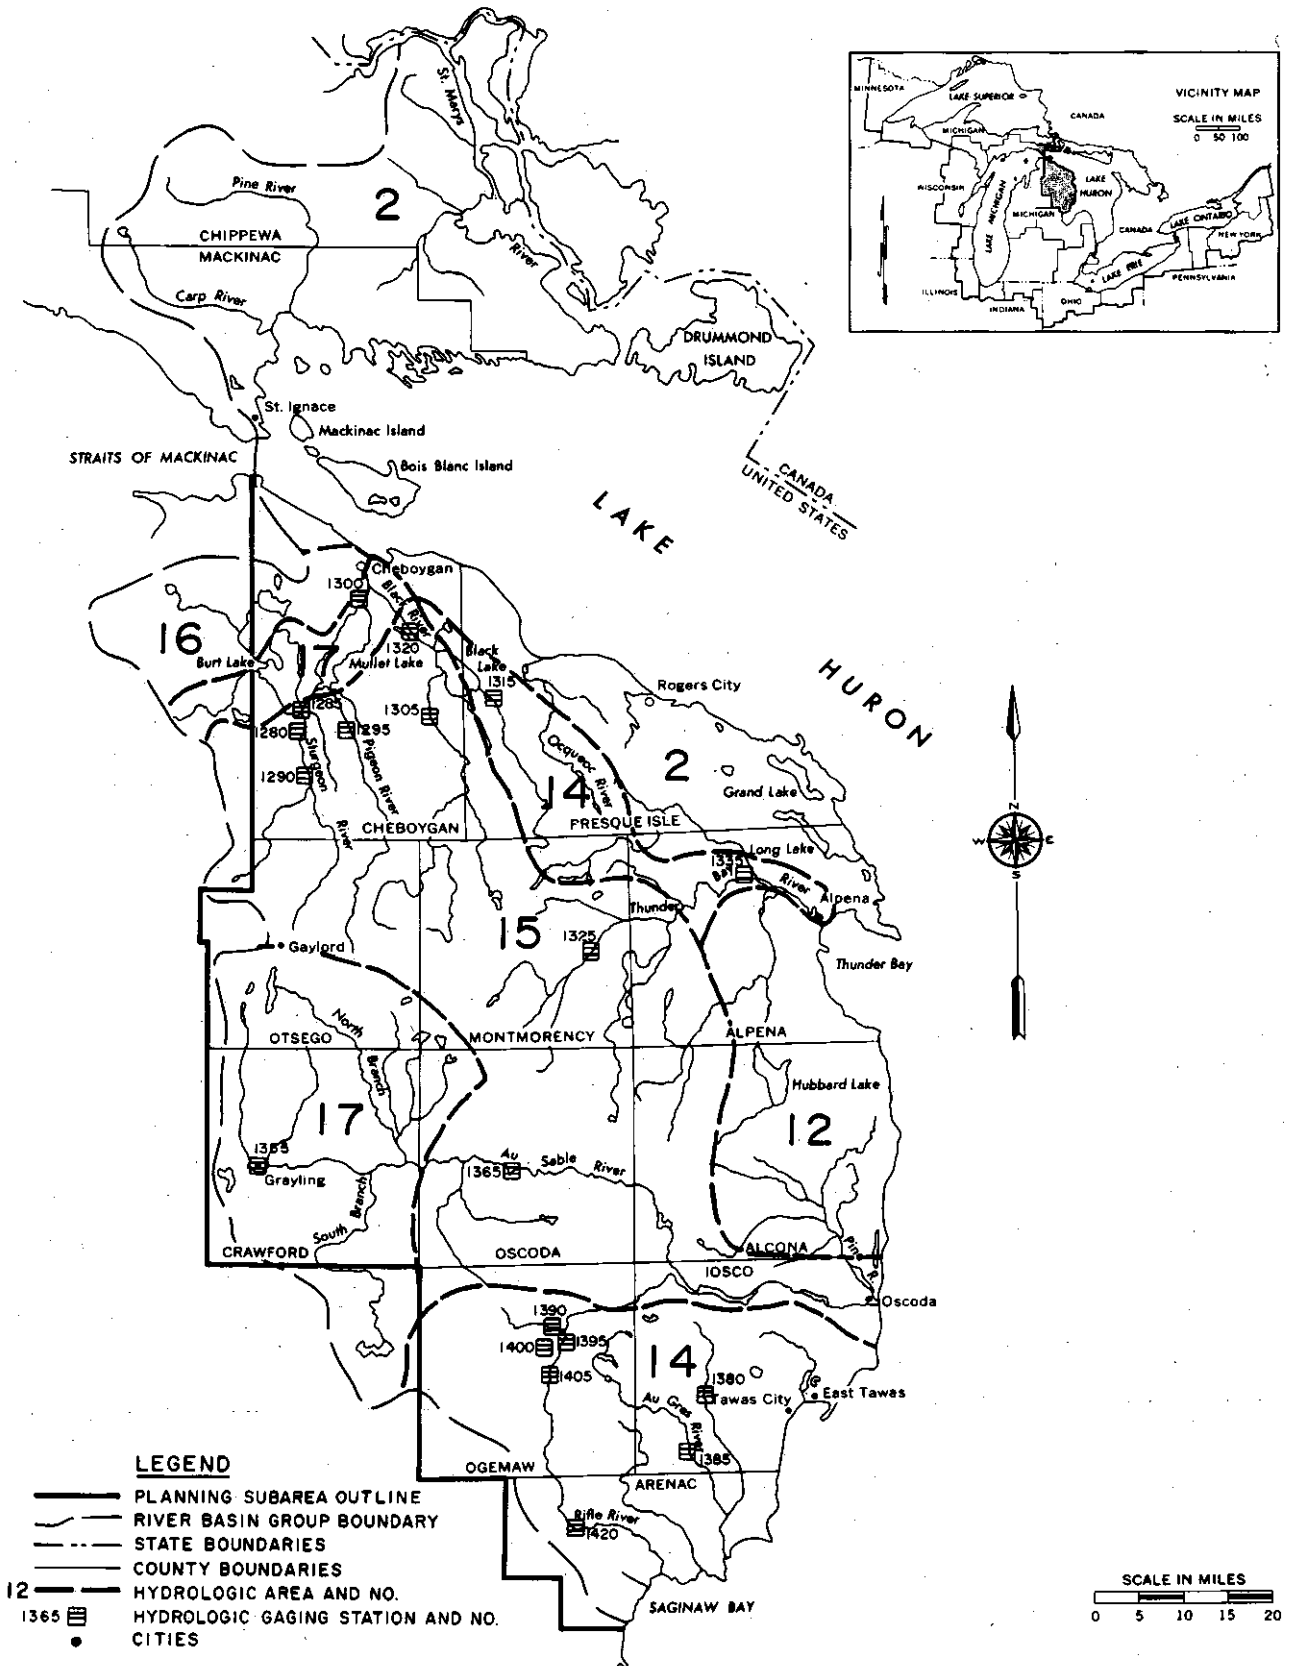 VICINITY MAP
SCALE IN MILES
0 50 100
MINNESOTA
LAKE SUPERIOR
CANADA
MICHIGAN
WISCONSIN
LAKE MICHIGAN
MICHIGAN
LAKE
HURON
CANADA
LAKE ONTARIO
NEW YORK
LAKE ERIE
PENNSYLVANIA
ILLINOIS
INDIANA
OHIO
St. Marys
River
Pine River
2
CHIPPEWA
MACKINAC
Carp River
DRUMMOND
ISLAND
St. Ignace
Mackinac Island
STRAITS OF MACKINAC
Bois Blanc Island
CANADA
UNITED STATES
LAKE
HURON
Cheboygan
1300
Black River
16
17
1320
Burt Lake
Mullet Lake
Black
Lake
1315
Rogers City
1285
1305
1280
1295
Sturgeon
River
Pigeon River
1290
Ocqueoc
River
14
2
Grand Lake
CHEBOYGAN
PRESQUE ISLE
Long Lake
1335
Thunder
Bay
River
Alpena
15
1325
Gaylord
Thunder Bay
North
Branch
OTSEGO
MONTMORENCY
ALPENA
Hubbard Lake
17
12
1355
Grayling
Au
Sable
River
1365
South Branch
CRAWFORD
OSCODA
ALCONA
IOSCO
Pine
R.
Oscoda
1390
1400
1395
1405
14
1380
Tawas City
East Tawas
Au Gres
River
1385
OGEMAW
ARENAC
Rifle River
1420
SAGINAW BAY
N
W
E
S
LEGEND
PLANNING SUBAREA OUTLINE
RIVER BASIN GROUP BOUNDARY
STATE BOUNDARIES
COUNTY BOUNDARIES
12 HYDROLOGIC AREA AND NO.
1365 HYDROLOGIC GAGING STATION AND NO.
CITIES
SCALE IN MILES
0 5 10 15 20